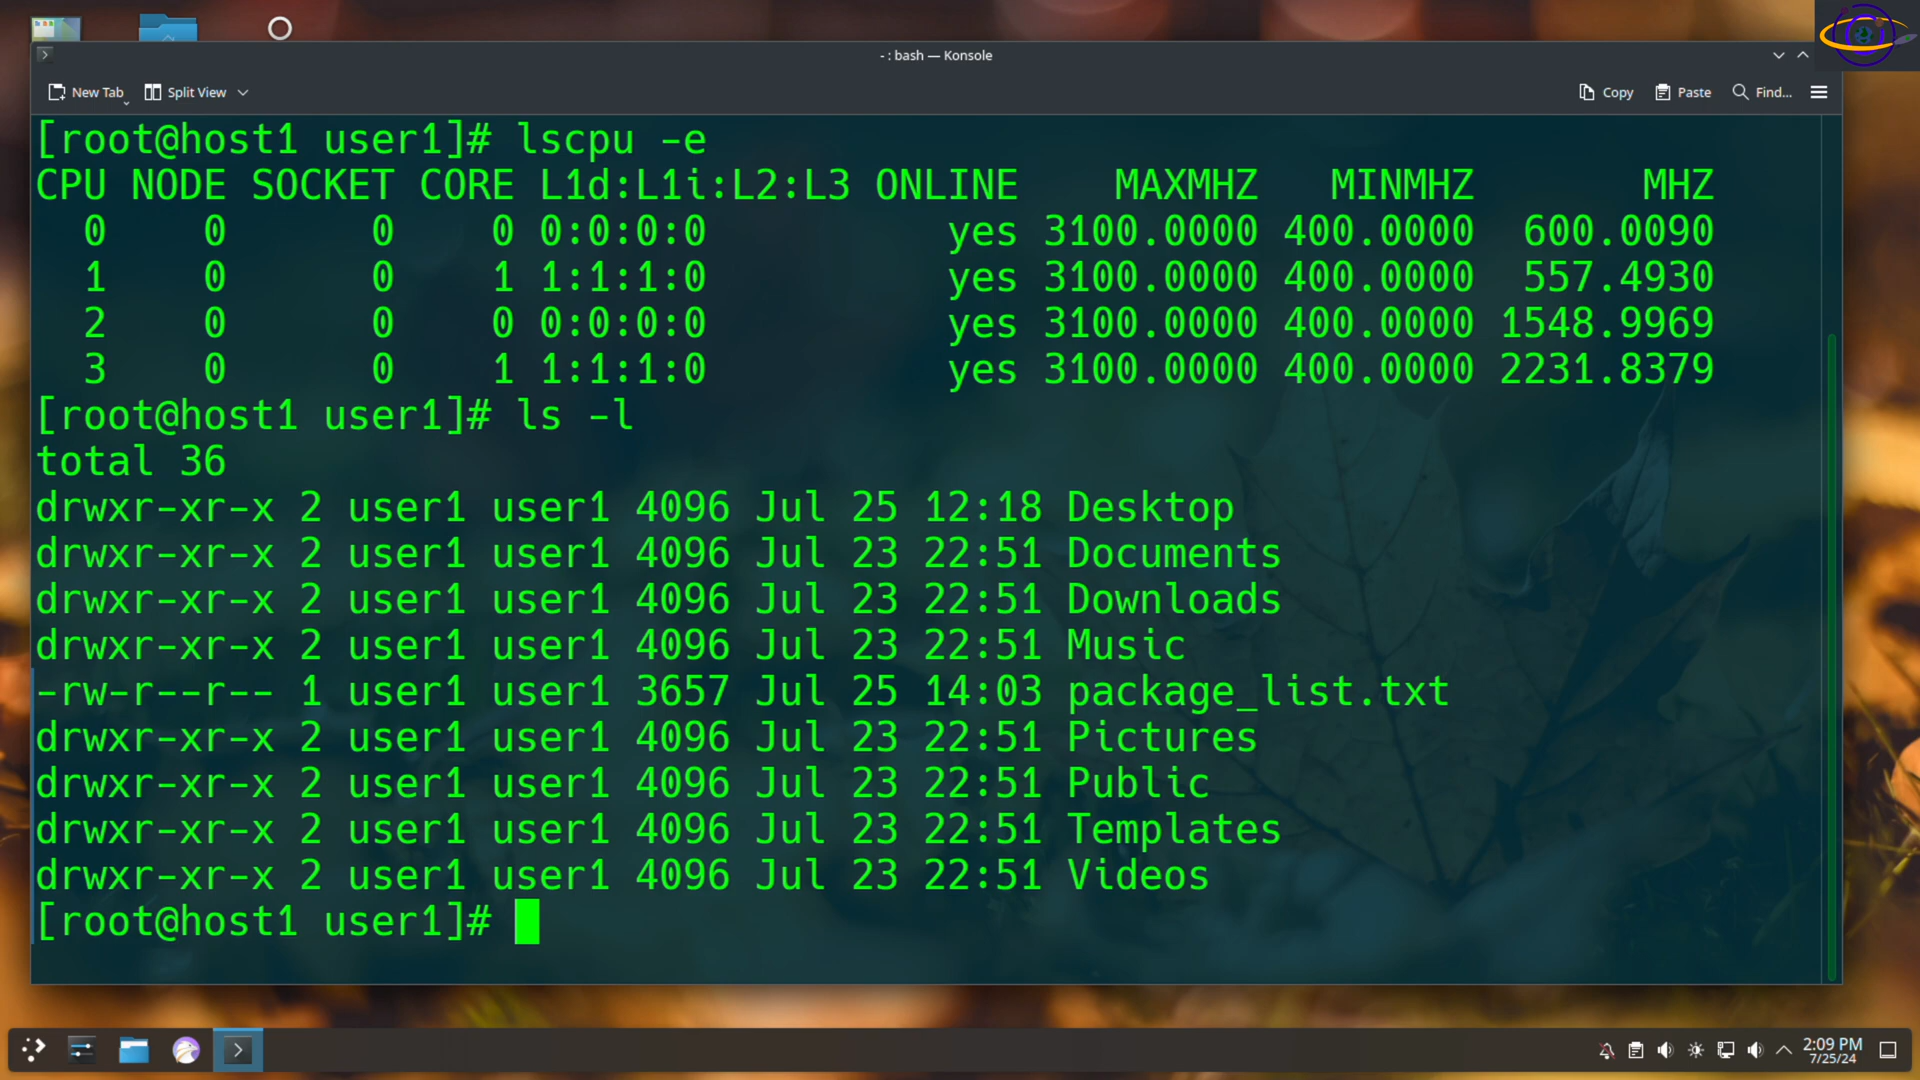 - : bash — Konsole
New Tab Split View Copy Paste Find...
[root@host1 user1]# lscpu -e
CPU NODE SOCKET CORE L1d:L1i:L2:L3 ONLINE MAXMHZ MINMHZ MHZ
0 0 0 0 0:0:0:0 yes 3100.0000 400.0000 600.0090
1 0 0 1 1:1:1:0 yes 3100.0000 400.0000 557.4930
2 0 0 0 0:0:0:0 yes 3100.0000 400.0000 1548.9969
3 0 0 1 1:1:1:0 yes 3100.0000 400.0000 2231.8379
[root@host1 user1]# ls -l
total 36
drwxr-xr-x 2 user1 user1 4096 Jul 25 12:18 Desktop
drwxr-xr-x 2 user1 user1 4096 Jul 23 22:51 Documents
drwxr-xr-x 2 user1 user1 4096 Jul 23 22:51 Downloads
drwxr-xr-x 2 user1 user1 4096 Jul 23 22:51 Music
-rw-r--r-- 1 user1 user1 3657 Jul 25 14:03 package_list.txt
drwxr-xr-x 2 user1 user1 4096 Jul 23 22:51 Pictures
drwxr-xr-x 2 user1 user1 4096 Jul 23 22:51 Public
drwxr-xr-x 2 user1 user1 4096 Jul 23 22:51 Templates
drwxr-xr-x 2 user1 user1 4096 Jul 23 22:51 Videos
[root@host1 user1]#
2:09 PM
7/25/24